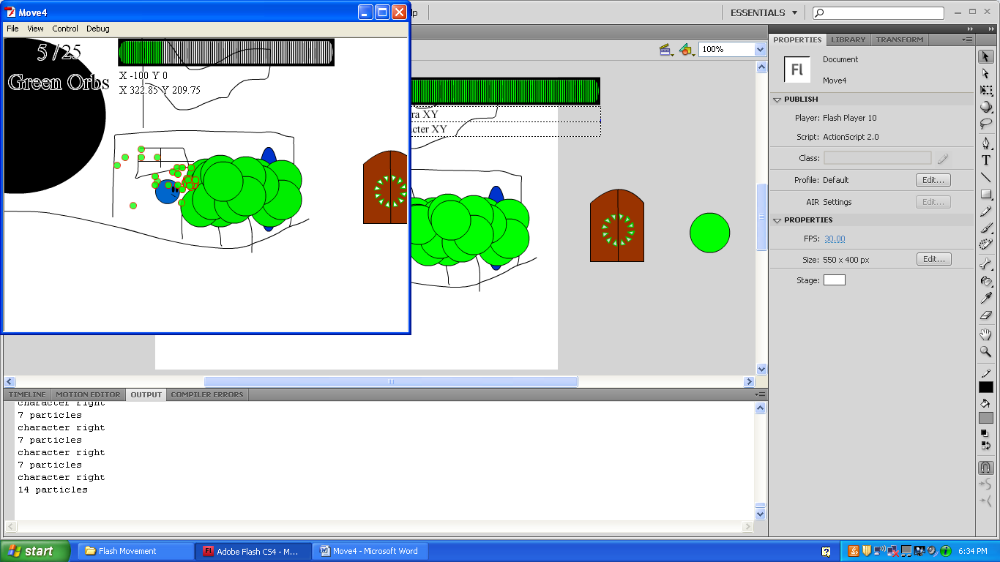 Move4
File View Control Debug
lp
ESSENTIALS
5 /25
Green Orbs
X -100 Y 0
X 322.85 Y 209.75
100%
ra XY
cter XY
PROPERTIES LIBRARY TRANSFORM
Fl
Document
Move4
PUBLISH
Player: Flash Player 10
Script: ActionScript 2.0
Class:
Profile: Default Edit...
AIR Settings Edit...
PROPERTIES
FPS: 30.00
Size: 550 x 400 px Edit...
Stage:
T
TIMELINE MOTION EDITOR OUTPUT COMPILER ERRORS
character right
7 particles
character right
7 particles
character right
7 particles
character right
14 particles
start
Flash Movement
Fl Adobe Flash CS4 - M...
Move4 - Microsoft Word
6:34 PM